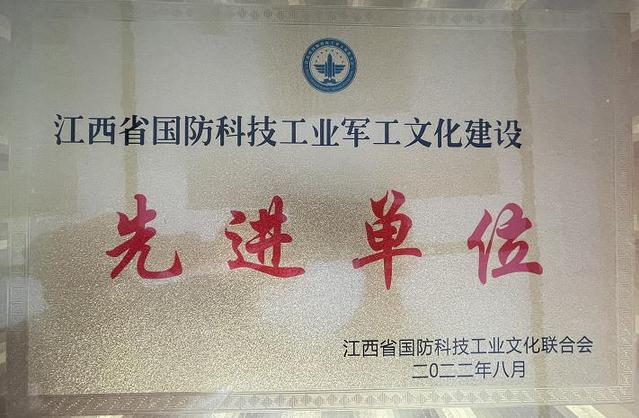 江西省国防科技工业军工文化建设
先进单位
江西省国防科技工业文化联合会
二0二二年八月